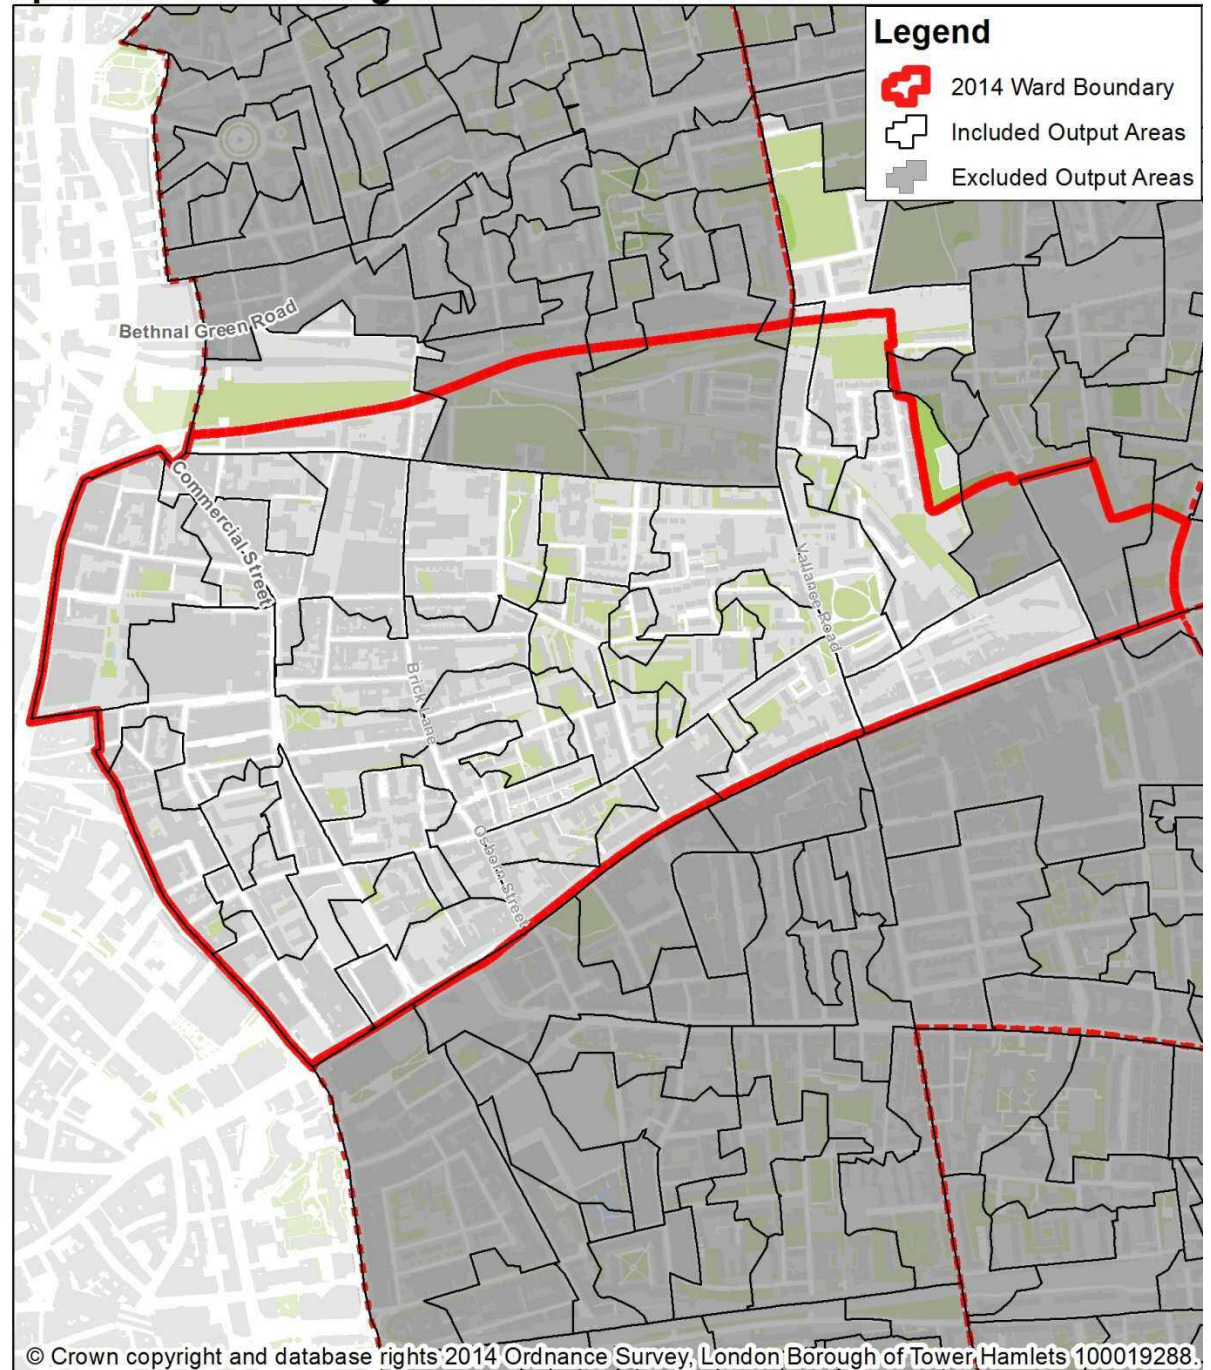 Legend
2014 Ward Boundary
Included Output Areas
Excluded Output Areas
Bethnal Green Road
Commercial Street
Vallance Road
Brick Lane
Osborn Street
© Crown copyright and database rights 2014 Ordnance Survey, London Borough of Tower Hamlets 100019288.